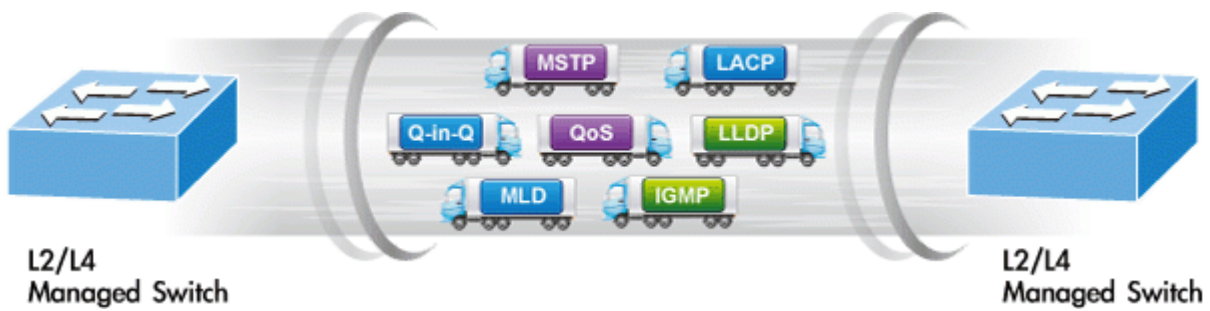 MSTP
LACP
Q-in-Q
QoS
LLDP
MLD
IGMP
L2/L4
Managed Switch
L2/L4
Managed Switch